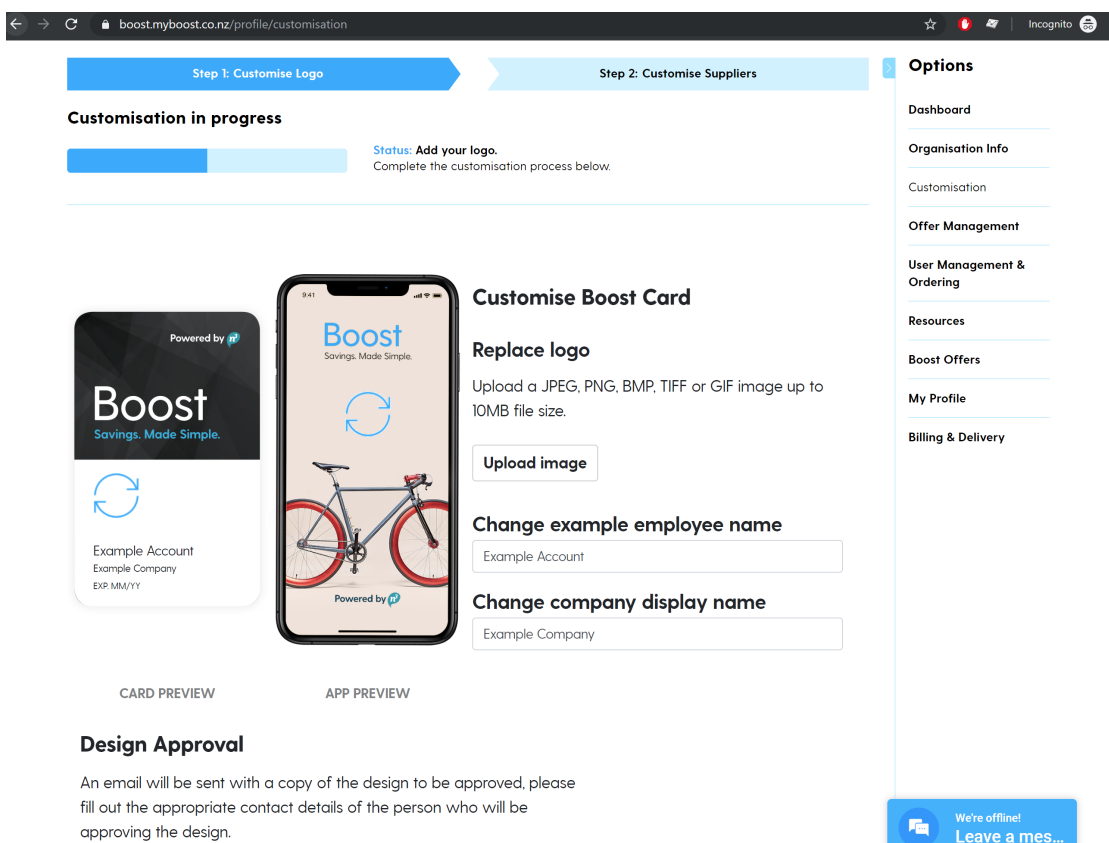 boost.myboost.co.nz/profile/customisation
Incognito
Step 1: Customise Logo
Step 2: Customise Suppliers
Customisation in progress
Status: Add your logo.
Complete the customisation process below.
Powered by n³
Boost
Savings. Made Simple.
Example Account
Example Company
EXP. MM/YY
CARD PREVIEW
9:41
Boost
Savings. Made Simple.
Powered by n³
APP PREVIEW
Customise Boost Card
Replace logo
Upload a JPEG, PNG, BMP, TIFF or GIF image up to
10MB file size.
Upload image
Change example employee name
Example Account
Change company display name
Example Company
Design Approval
An email will be sent with a copy of the design to be approved, please
fill out the appropriate contact details of the person who will be
approving the design.
Options
Dashboard
Organisation Info
Customisation
Offer Management
User Management &
Ordering
Resources
Boost Offers
My Profile
Billing & Delivery
We're offline!
Leave a mes...